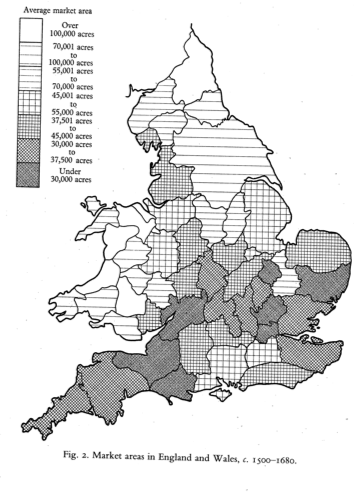 Average market area
Over
100,000 acres
70,001 acres
to
100,000 acres
55,001 acres
to
70,000 acres
45,001 acres
to
55,000 acres
37,501 acres
to
45,000 acres
30,000 acres
to
37,500 acres
Under
30,000 acres
Fig. 2. Market areas in England and Wales, c. 1500–1680.